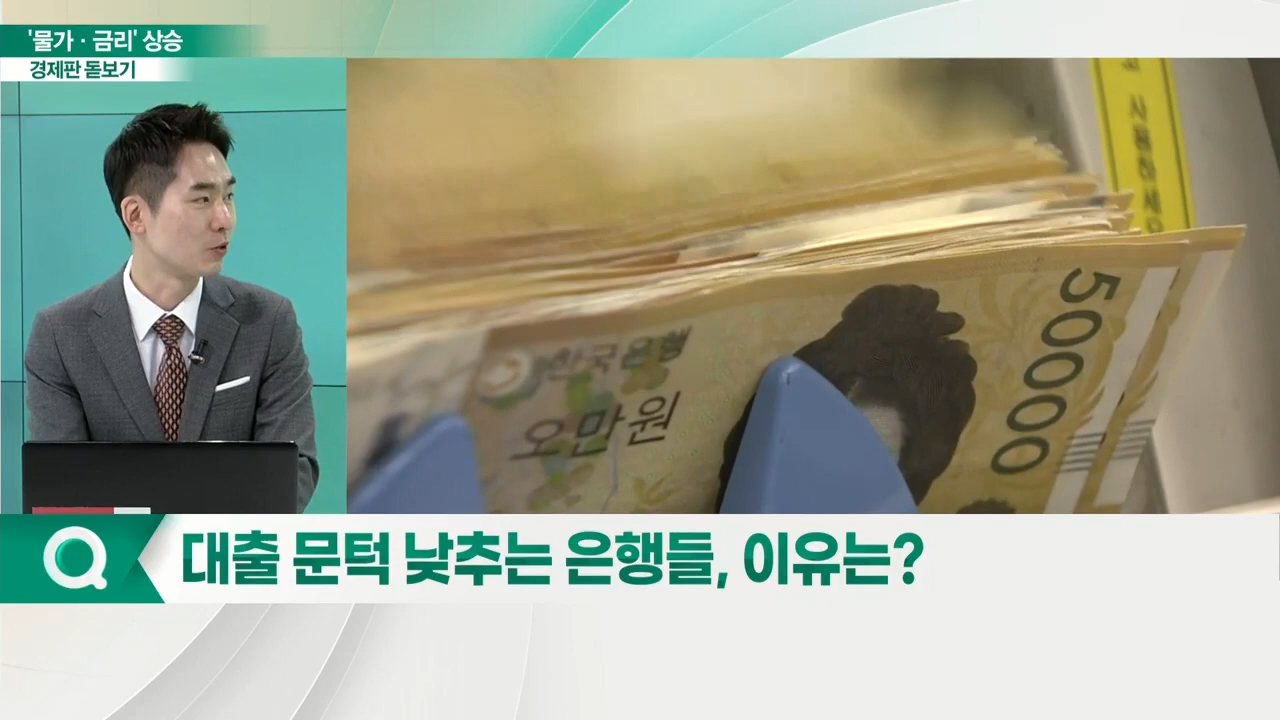 '물가·금리' 상승
경제판 돋보기
한국은행
오만원
50000
대출 문턱 낮추는 은행들, 이유는?